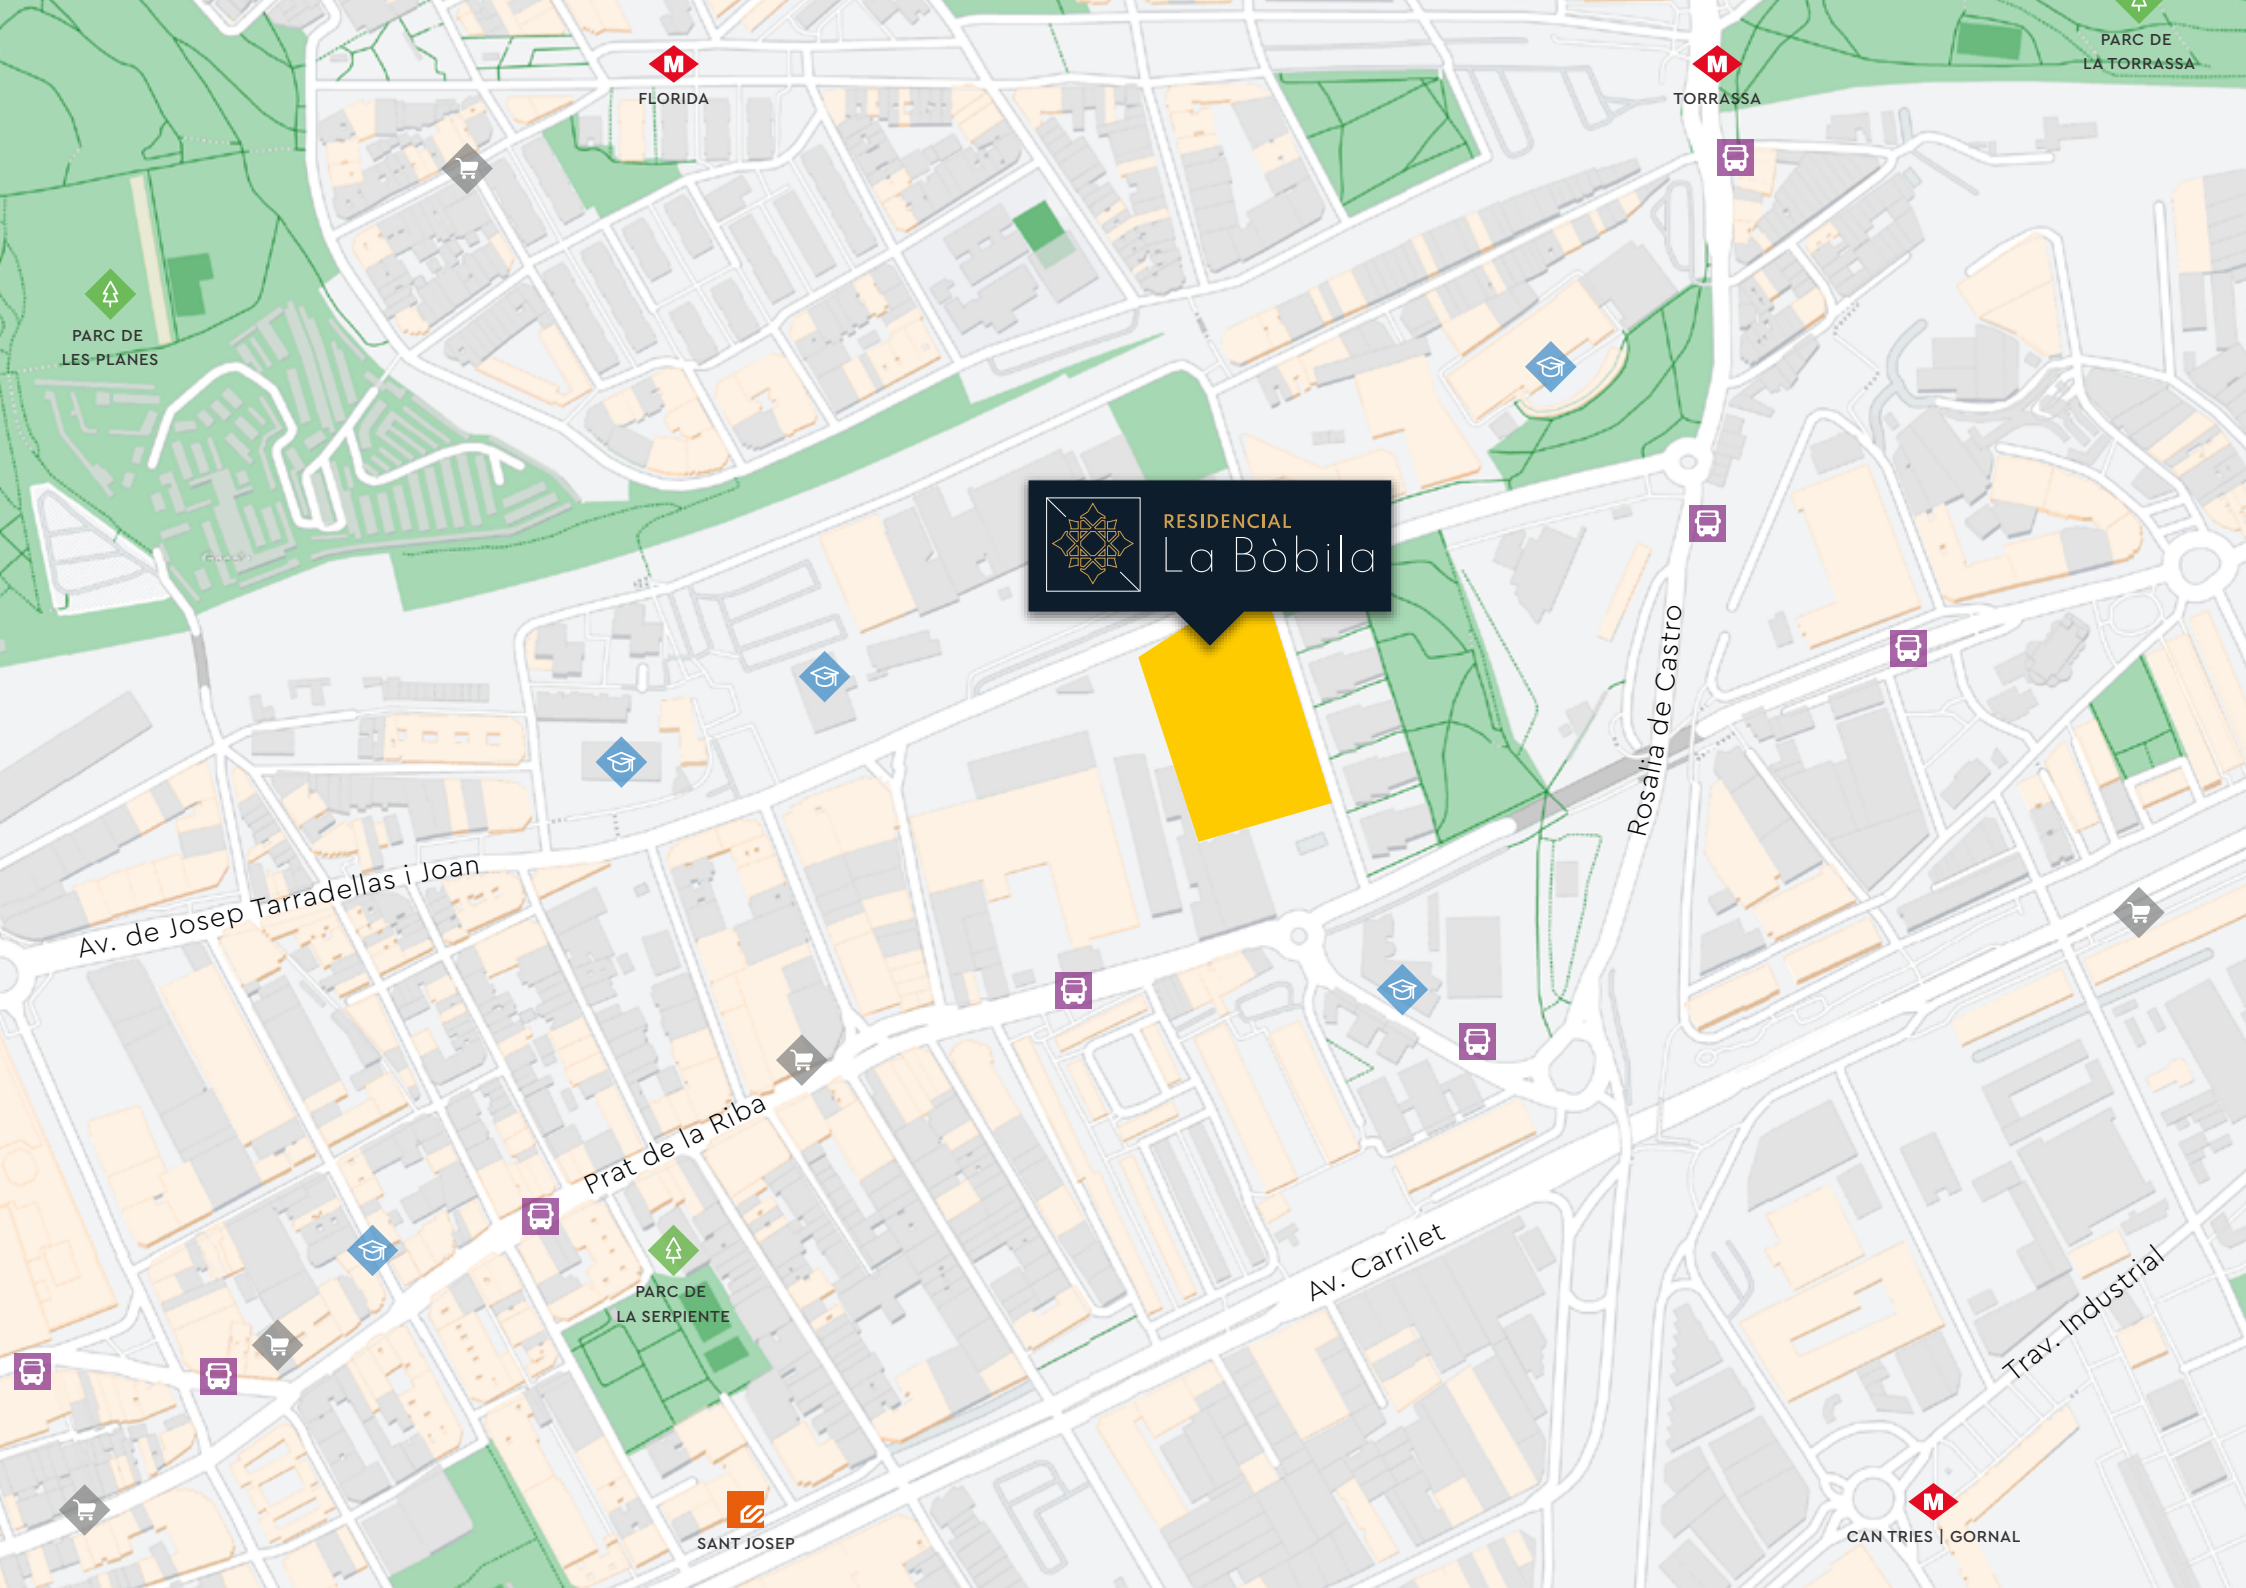 PARC DE
LA TORRASSA
M
FLORIDA
M
TORRASSA
PARC DE
LES PLANES
RESIDENCIAL
La Bòbila
Rosalia de Castro
Av. de Josep Tarradellas i Joan
Prat de la Riba
Av. Carrilet
Trav. Industrial
PARC DE
LA SERPIENTE
SANT JOSEP
M
CAN TRIES | GORNAL